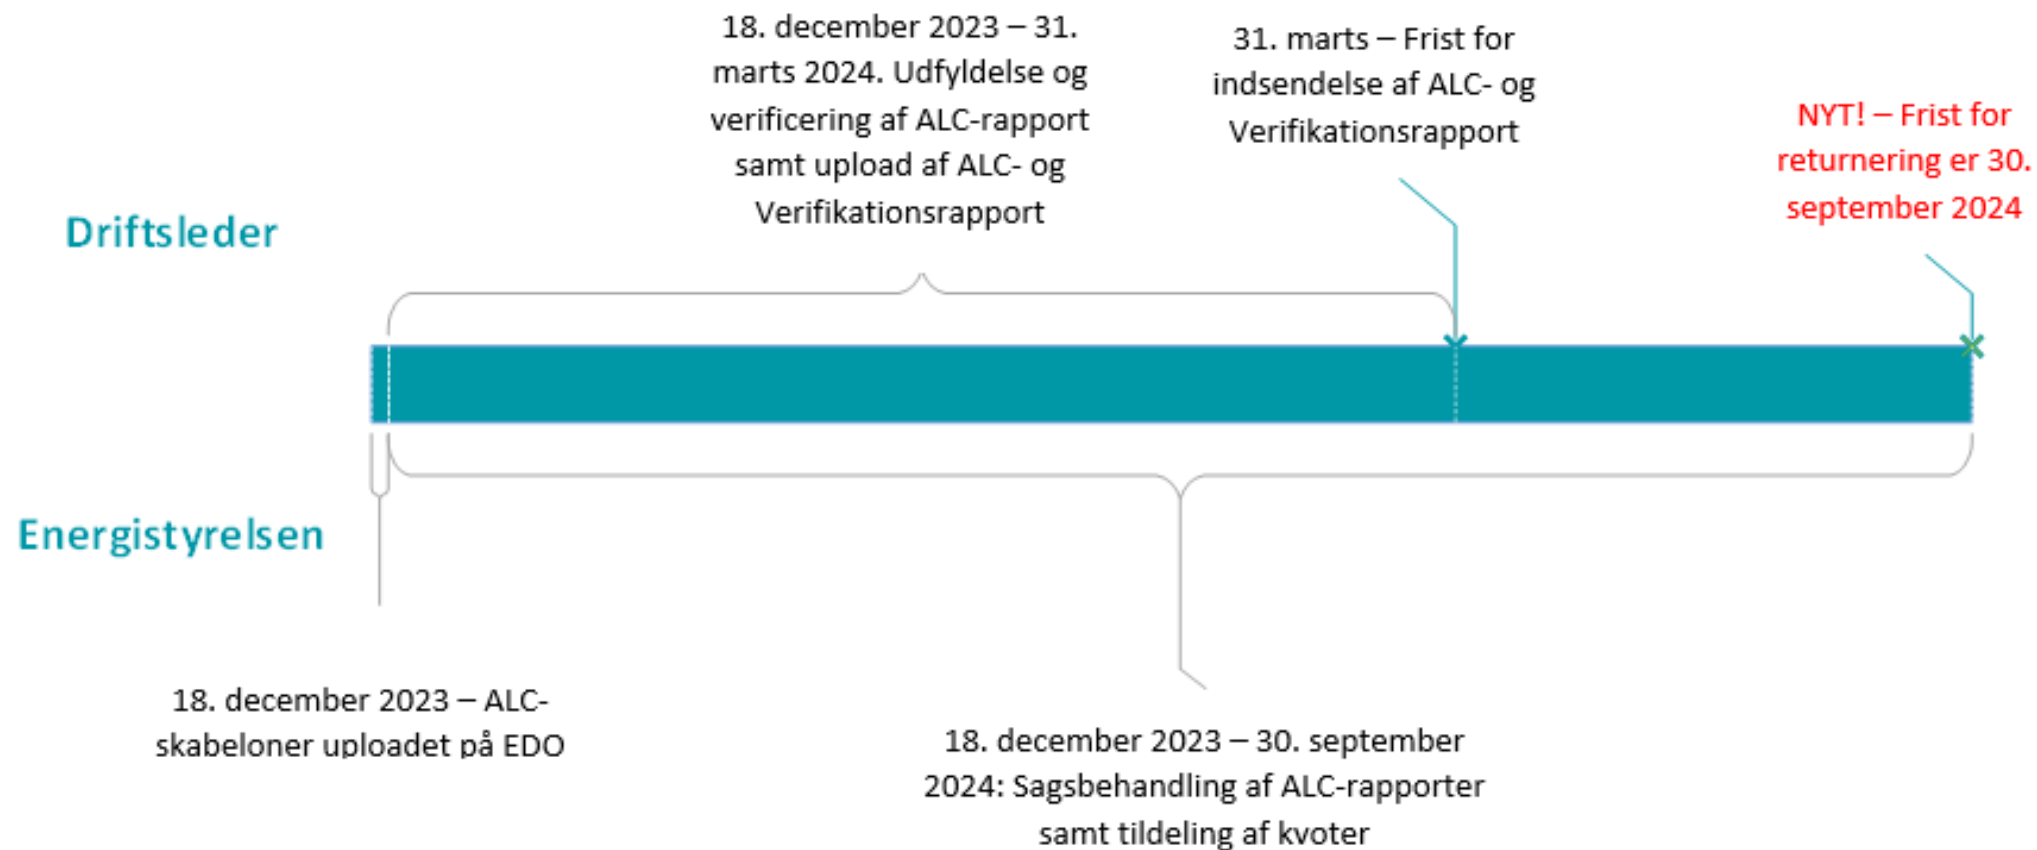 18. december 2023 – 31.
marts 2024. Udfyldelse og
verificering af ALC-rapport
samt upload af ALC- og
Verifikationsrapport
31. marts – Frist for
indsendelse af ALC- og
Verifikationsrapport
NYT! – Frist for
returnering er 30.
september 2024
Driftsleder
Energistyrelsen
18. december 2023 – ALC-
skabeloner uploadet på EDO
18. december 2023 – 30. september
2024: Sagsbehandling af ALC-rapporter
samt tildeling af kvoter